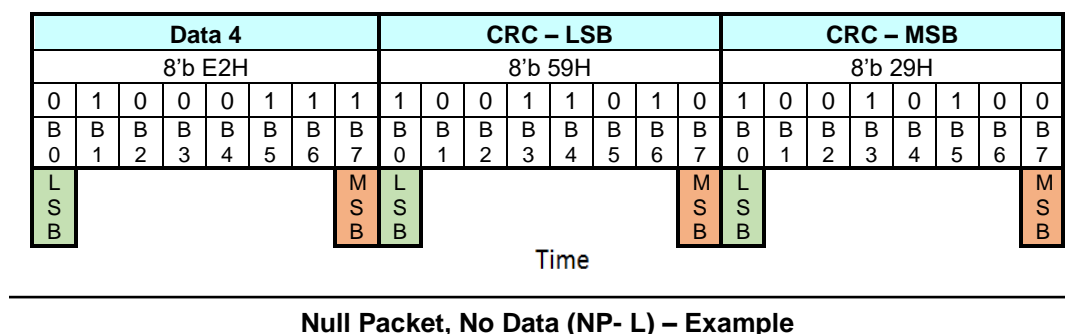 Data 4 CRC – LSB CRC – MSB
8'b E2H 8'b 59H 8'b 29H
0 1 0 0 0 1 1 1 1 0 0 1 1 0 1 0 1 0 0 1 0 1 0 0
B B B B B B B B B B B B B B B B B B B B B B B B
0 1 2 3 4 5 6 7 0 1 2 3 4 5 6 7 0 1 2 3 4 5 6 7
L M L M L M
S S S S S S
B B B B B B
Time
Null Packet, No Data (NP- L) – Example